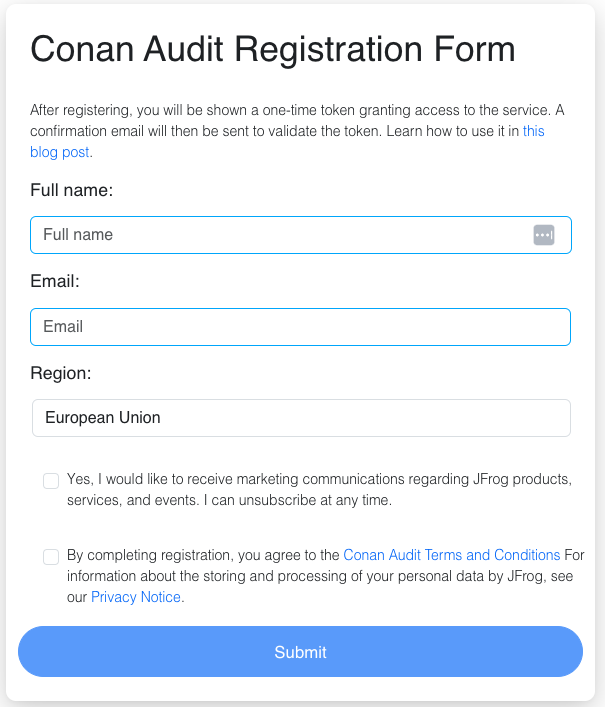 Conan Audit Registration Form
After registering, you will be shown a one-time token granting access to the service. A
confirmation email will then be sent to validate the token. Learn how to use it in this
blog post.
Full name:
Full name
Email:
Email
Region:
European Union
Yes, I would like to receive marketing communications regarding JFrog products,
services, and events. I can unsubscribe at any time.
By completing registration, you agree to the Conan Audit Terms and Conditions For
information about the storing and processing of your personal data by JFrog, see
our Privacy Notice.
Submit